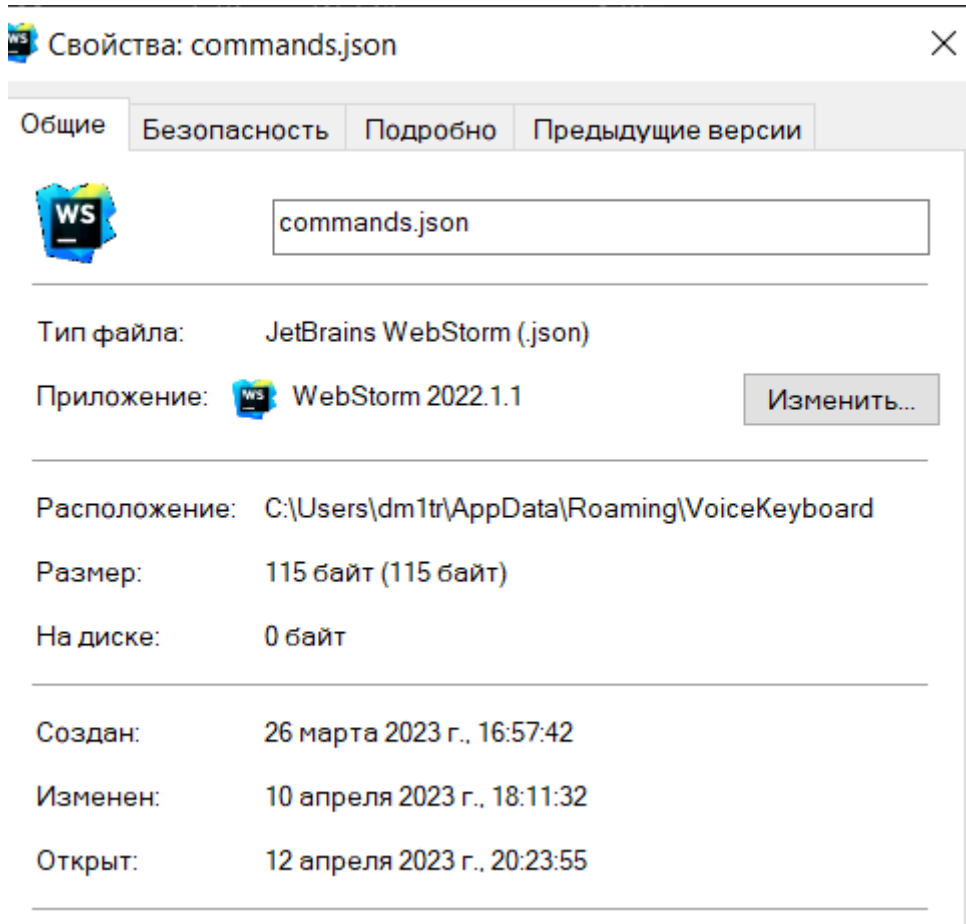 Свойства: commands.json
Общие Безопасность Подробно Предыдущие версии
WS
commands.json
Тип файла: JetBrains WebStorm (.json)
Приложение: WS WebStorm 2022.1.1 Изменить...
Расположение: C:\Users\dm1tr\AppData\Roaming\VoiceKeyboard
Размер: 115 байт (115 байт)
На диске: 0 байт
Создан: 26 марта 2023 г., 16:57:42
Изменен: 10 апреля 2023 г., 18:11:32
Открыт: 12 апреля 2023 г., 20:23:55